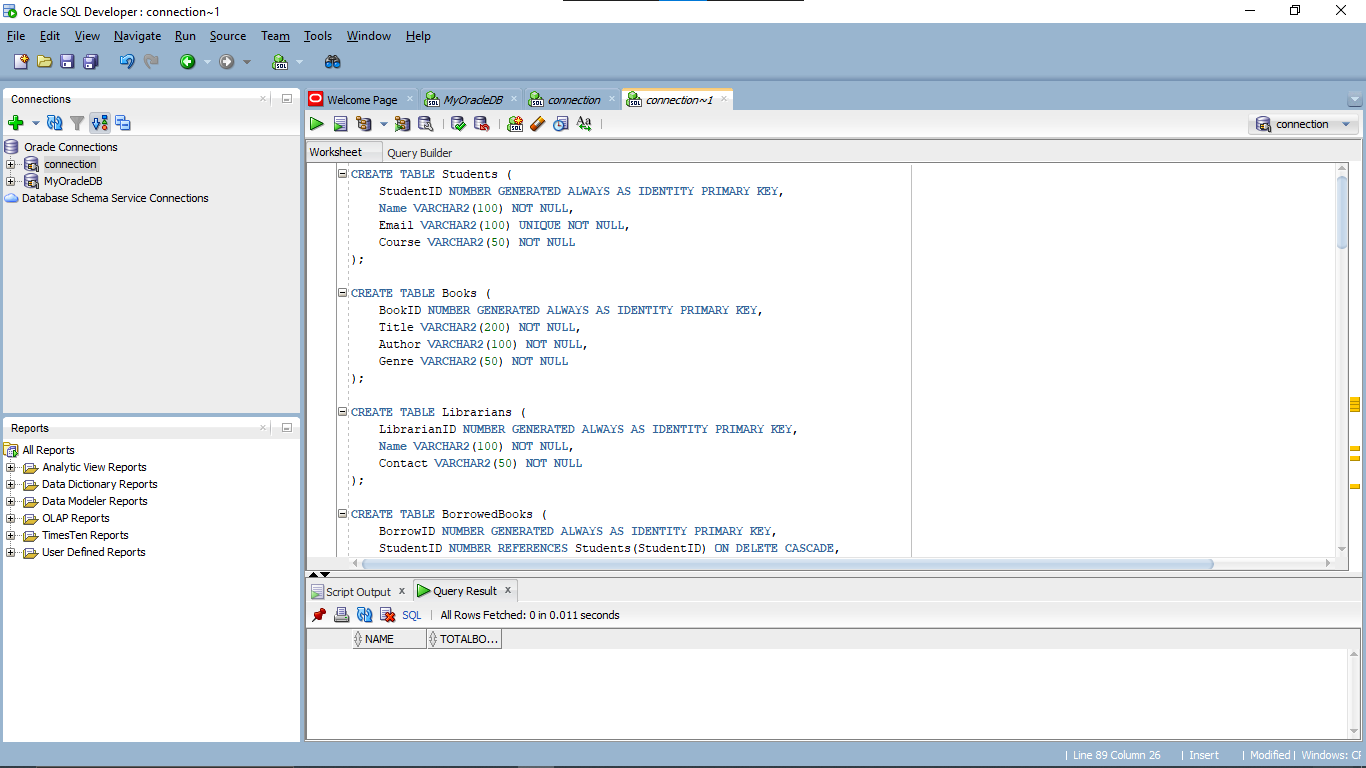 Oracle SQL Developer : connection~1
File Edit View Navigate Run Source Team Tools Window Help
Connections
Oracle Connections
connection
MyOracleDB
Database Schema Service Connections
Reports
All Reports
Analytic View Reports
Data Dictionary Reports
Data Modeler Reports
OLAP Reports
TimesTen Reports
User Defined Reports
Welcome Page MyOracleDB connection connection~1
connection
Worksheet Query Builder
CREATE TABLE Students (
StudentID NUMBER GENERATED ALWAYS AS IDENTITY PRIMARY KEY,
Name VARCHAR2(100) NOT NULL,
Email VARCHAR2(100) UNIQUE NOT NULL,
Course VARCHAR2(50) NOT NULL
);
CREATE TABLE Books (
BookID NUMBER GENERATED ALWAYS AS IDENTITY PRIMARY KEY,
Title VARCHAR2(200) NOT NULL,
Author VARCHAR2(100) NOT NULL,
Genre VARCHAR2(50) NOT NULL
);
CREATE TABLE Librarians (
LibrarianID NUMBER GENERATED ALWAYS AS IDENTITY PRIMARY KEY,
Name VARCHAR2(100) NOT NULL,
Contact VARCHAR2(50) NOT NULL
);
CREATE TABLE BorrowedBooks (
BorrowID NUMBER GENERATED ALWAYS AS IDENTITY PRIMARY KEY,
StudentID NUMBER REFERENCES Students(StudentID) ON DELETE CASCADE,
Script Output Query Result
SQL | All Rows Fetched: 0 in 0.011 seconds
NAME TOTALBO...
| Line 89 Column 26 | Insert | Modified | Windows: CF